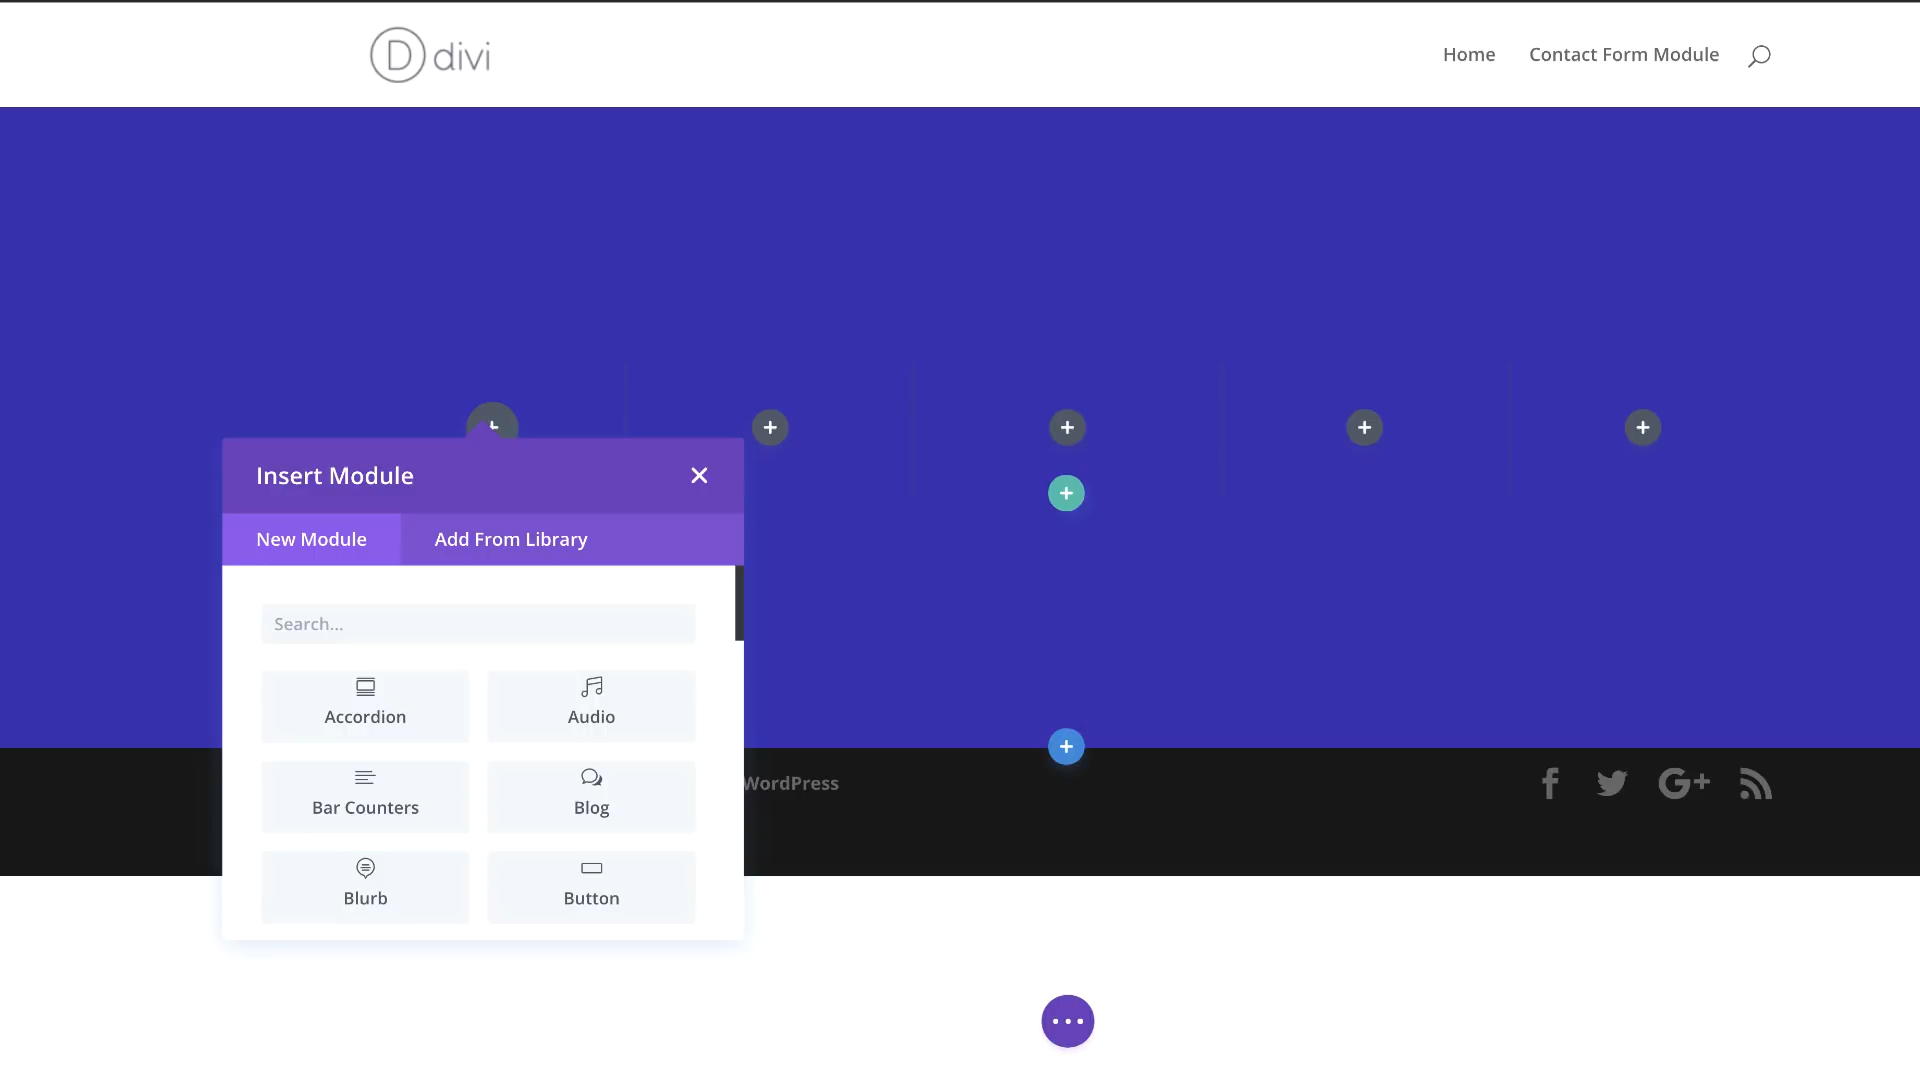 D divi
Home
Contact Form Module
Insert Module
New Module
Add From Library
Search...
Accordion
Audio
Bar Counters
Blog
Blurb
Button
WordPress